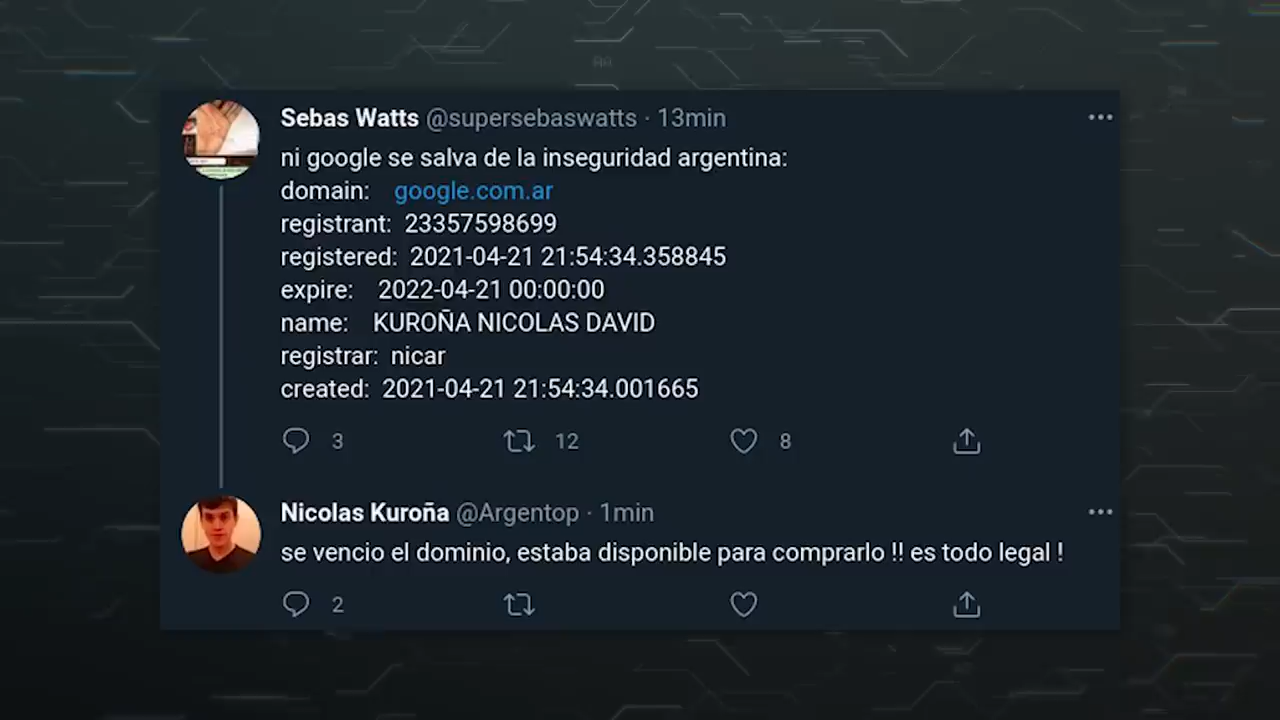 Sebas Watts @supersebaswatts · 13min
ni google se salva de la inseguridad argentina:
domain: google.com.ar
registrant: 23357598699
registered: 2021-04-21 21:54:34.358845
expire: 2022-04-21 00:00:00
name: KUROÑA NICOLAS DAVID
registrar: nicar
created: 2021-04-21 21:54:34.001665
3 12 8
Nicolas Kuroña @Argentop · 1min
se vencio el dominio, estaba disponible para comprarlo !! es todo legal !
2